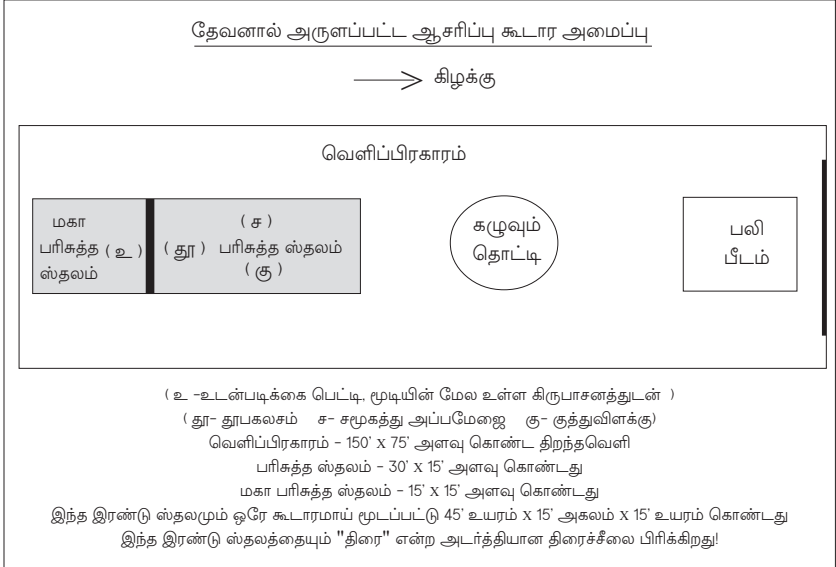 தேவனால் அருளப்பட்ட ஆசரிப்பு கூடார அமைப்பு
கிழக்கு
வெளிப்பிரகாரம்
மகா
பரிசுத்த ( உ )
ஸ்தலம்
( ச )
( தூ ) பரிசுத்த ஸ்தலம்
( கு )
கழுவும்
தொட்டி
பலி
பீடம்
( உ -உடன்படிக்கை பெட்டி, மூடியின் மேல உள்ள கிருபாசனத்துடன் )
( தூ- தூபகலசம் ச- சமூகத்து அப்பமேஜை கு- குத்துவிளக்கு)
வெளிப்பிரகாரம் - 150' X 75' அளவு கொண்ட திறந்தவெளி
பரிசுத்த ஸ்தலம் - 30' X 15' அளவு கொண்டது
மகா பரிசுத்த ஸ்தலம் - 15' X 15' அளவு கொண்டது
இந்த இரண்டு ஸ்தலமும் ஒரே கூடாரமாய் மூடப்பட்டு 45' உயரம் X 15' அகலம் X 15' உயரம் கொண்டது
இந்த இரண்டு ஸ்தலத்தையும் "திரை" என்ற அடர்த்தியான திரைச்சீலை பிரிக்கிறது!